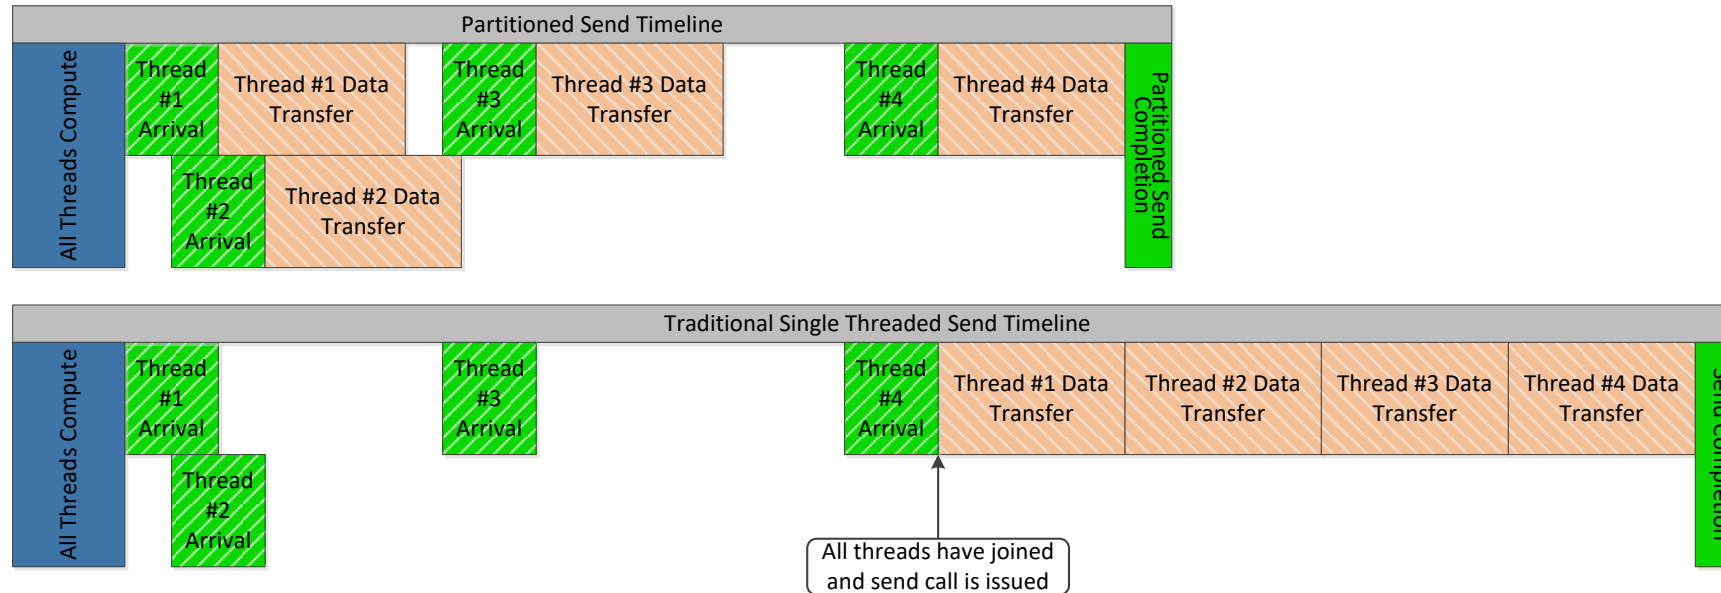 Partitioned Send Timeline
All Threads Compute
Thread
#1
Arrival
Thread #1 Data
Transfer
Thread
#3
Arrival
Thread #3 Data
Transfer
Thread
#4
Arrival
Thread #4 Data
Transfer
Partitioned Send
Completion
Thread
#2
Arrival
Thread #2 Data
Transfer
Traditional Single Threaded Send Timeline
All Threads Compute
Thread
#1
Arrival
Thread
#3
Arrival
Thread
#4
Arrival
Thread #1 Data
Transfer
Thread #2 Data
Transfer
Thread #3 Data
Transfer
Thread #4 Data
Transfer
Send Completion
Thread
#2
Arrival
All threads have joined
and send call is issued